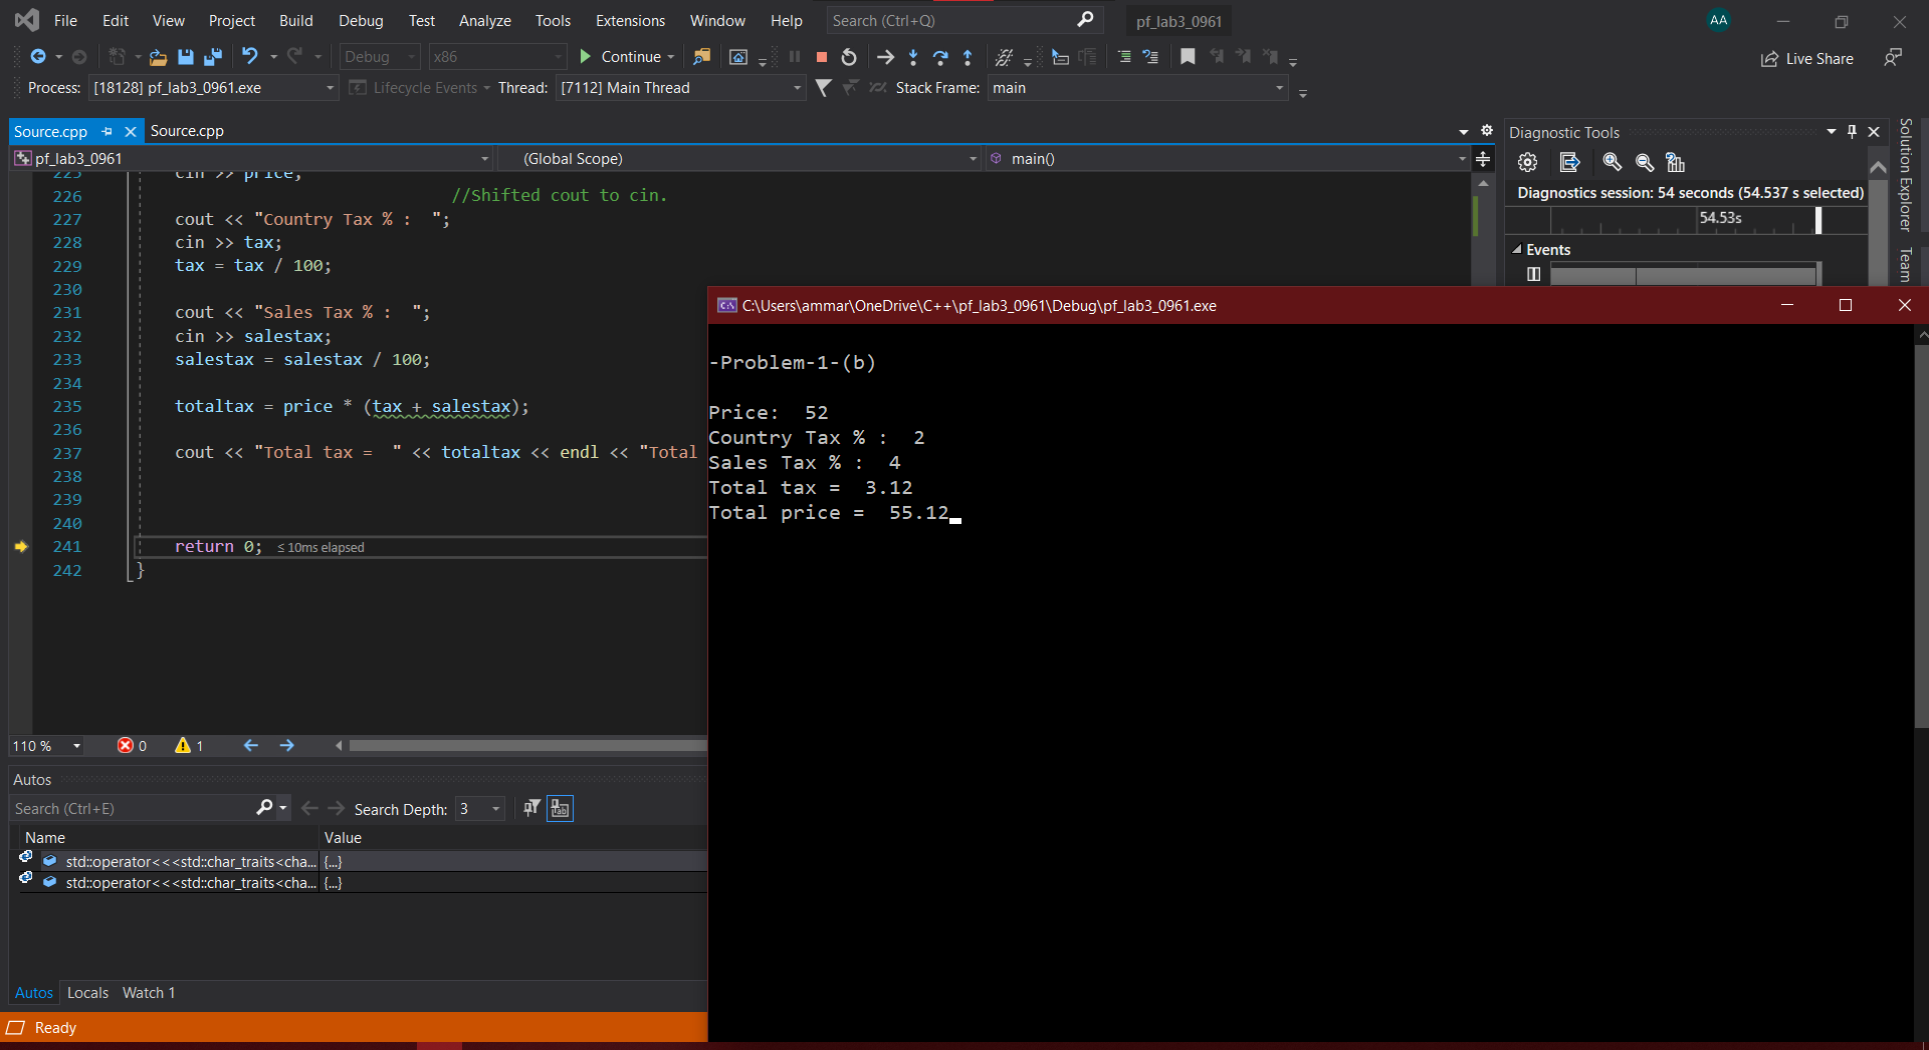 File Edit View Project Build Debug Test Analyze Tools Extensions Window Help Search (Ctrl+Q) pf_lab3_0961 AA
Debug x86 Continue Live Share
Process: [18128] pf_lab3_0961.exe Lifecycle Events Thread: [7112] Main Thread Stack Frame: main
Source.cpp Source.cpp
pf_lab3_0961 (Global Scope) main()
225 cin >> price;
226 //Shifted cout to cin.
227 cout << "Country Tax % :  ";
228 cin >> tax;
229 tax = tax / 100;
230
231 cout << "Sales Tax % :  ";
232 cin >> salestax;
233 salestax = salestax / 100;
234
235 totaltax = price * (tax + salestax);
236
237 cout << "Total tax =  " << totaltax << endl << "Total
238
239
240
241 return 0; ≤ 10ms elapsed
242 }
110 % 0 1
Autos
Search (Ctrl+E) Search Depth: 3
Name Value
std::operator<<<std::char_traits<cha... {...}
std::operator<<<std::char_traits<cha... {...}
Autos Locals Watch 1
Ready
Diagnostic Tools
Diagnostics session: 54 seconds (54.537 s selected)
54.53s
Events
Solution Explorer
Team
C:\Users\ammar\OneDrive\C++\pf_lab3_0961\Debug\pf_lab3_0961.exe
-Problem-1-(b)
Price:  52
Country Tax % :  2
Sales Tax % :  4
Total tax =  3.12
Total price =  55.12